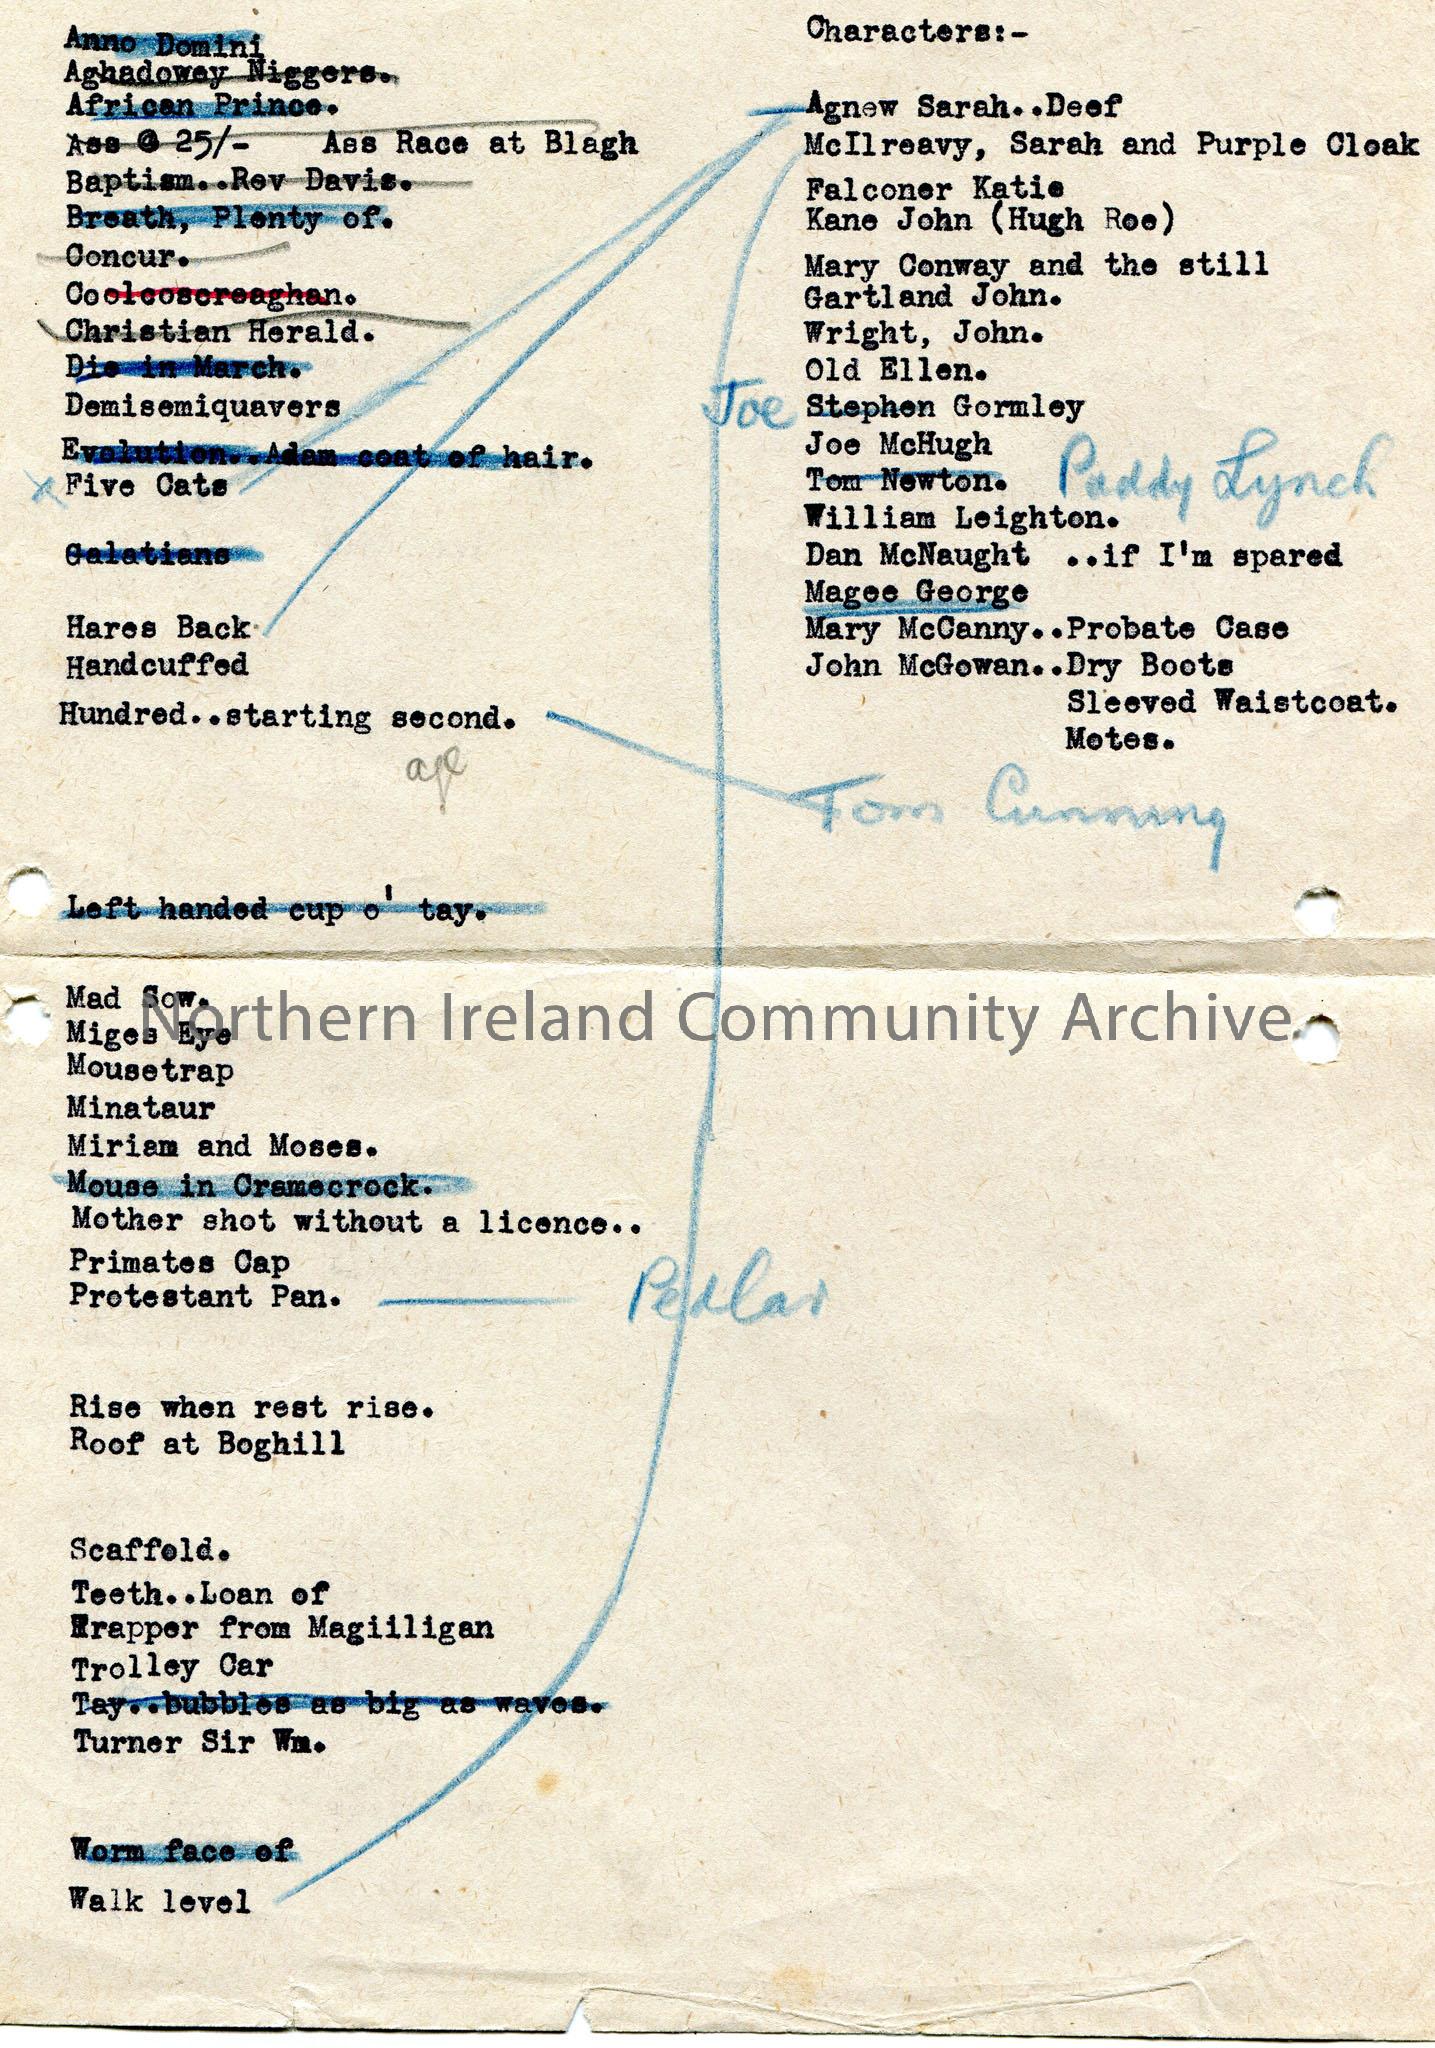 Anno Domini
Aghadowey Niggers.
African Prince.
Ass @ 25/- Ass Race at Blagh
Baptism..Rev Davis.
Breath, Plenty of.
Concur.
Coolcoscreaghan.
Christian Herald.
Die in March.
Demisemiquavers
Evolution..Adam coat of hair.
x Five Cats
Galatians
Hares Back
Handcuffed
Hundred..starting second.
age
Left handed cup o' tay.
Mad Sow.
Miges Eye
Mousetrap
Minataur
Miriam and Moses.
Mouse in Cramecrock.
Mother shot without a licence..
Primates Cap
Protestant Pan.
Pedlar
Rise when rest rise.
Roof at Boghill
Scaffold.
Teeth..Loan of
Wrapper from Magiiligan
Trolley Car
Tay..bubbles as big as waves.
Turner Sir Wm.
Worm face of
Walk level
Characters:-
Agnew Sarah..Deef
McIlreavy, Sarah and Purple Cloak
Falconer Katie
Kane John (Hugh Roe)
Mary Conway and the still
Gartland John.
Wright, John.
Old Ellen.
Joe Stephen Gormley
Joe McHugh
Tom Newton. Paddy Lynch
William Leighton.
Dan McNaught ..if I'm spared
Magee George
Mary McCanny..Probate Case
John McGowan..Dry Boots
Sleeved Waistcoat.
Motes.
Tom Cunning
Northern Ireland Community Archive